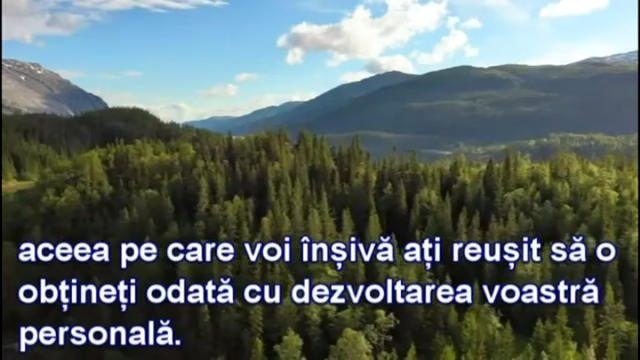 aceea pe care voi înșivă ați reușit să o
obțineți odată cu dezvoltarea voastră
personală.